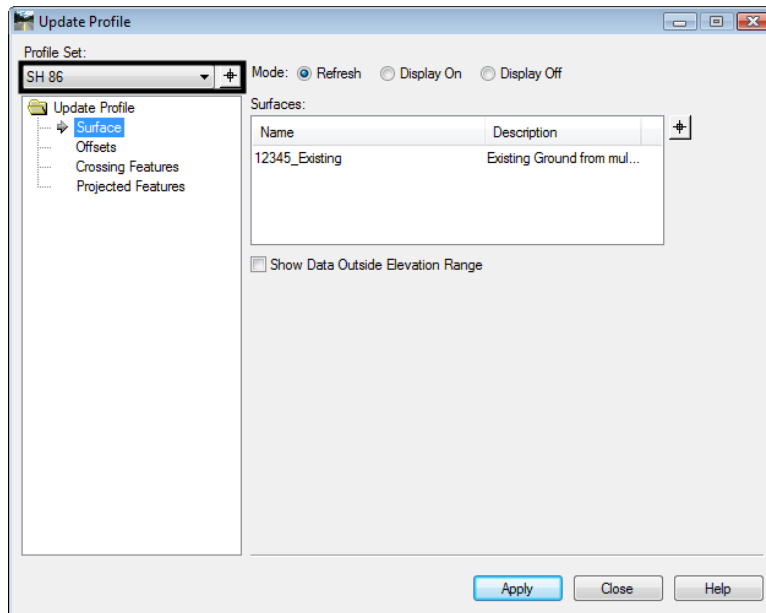 Update Profile
Profile Set:
SH 86
Mode: Refresh Display On Display Off
Update Profile
Surface
Offsets
Crossing Features
Projected Features
Surfaces:
Name Description
12345_Existing Existing Ground from mul...
Show Data Outside Elevation Range
Apply Close Help